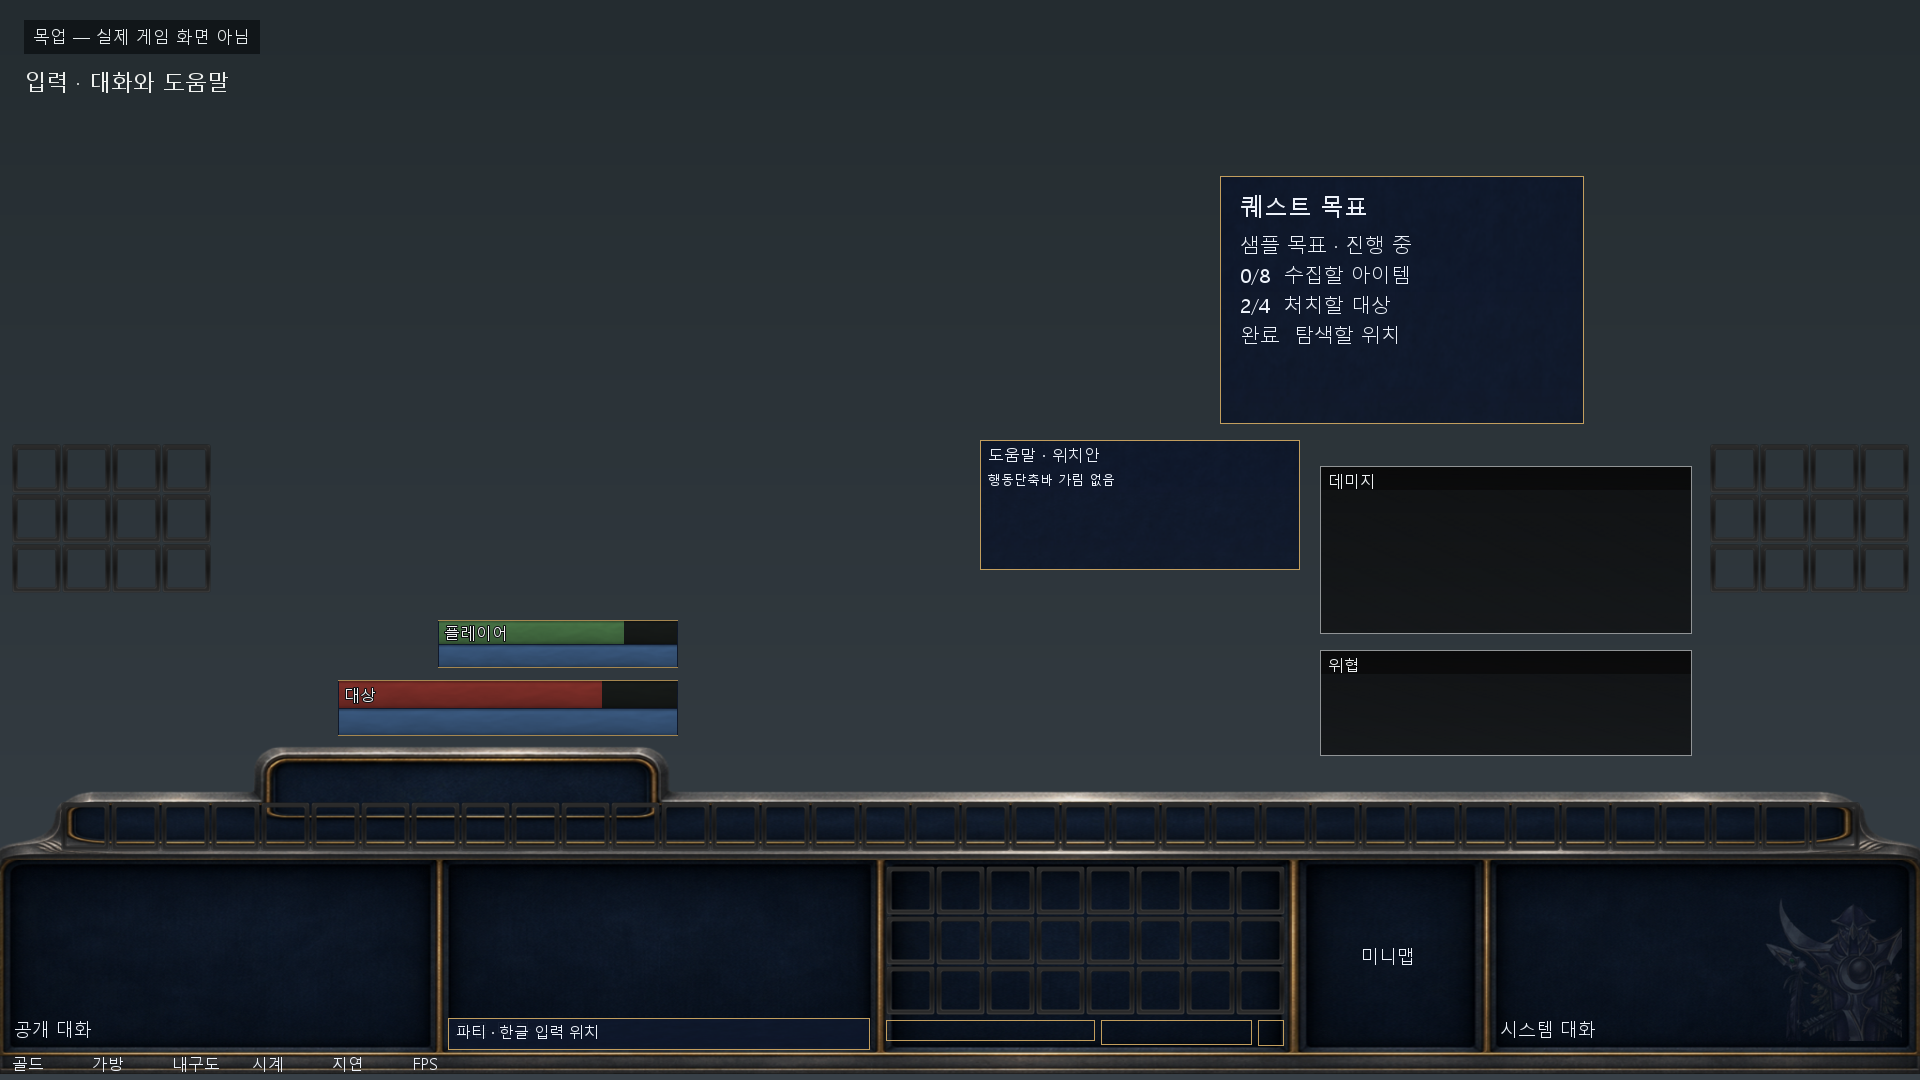 목업 — 실제 게임 화면 아님
입력 · 대화와 도움말
퀘스트 목표
샘플 목표 · 진행 중
0/8 수집할 아이템
2/4 처치할 대상
완료 탐색할 위치
도움말 · 위치안
행동단축바 가림 없음
데미지
위협
플레이어
대상
미니맵
공개 대화
파티 · 한글 입력 위치
시스템 대화
골드 가방 내구도 시계 지연 FPS